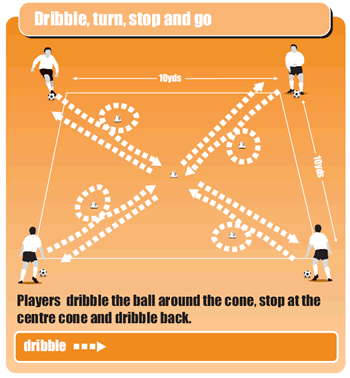 Dribble, turn, stop and go
10yds
10yds
Players dribble the ball around the cone, stop at the
centre cone and dribble back.
dribble